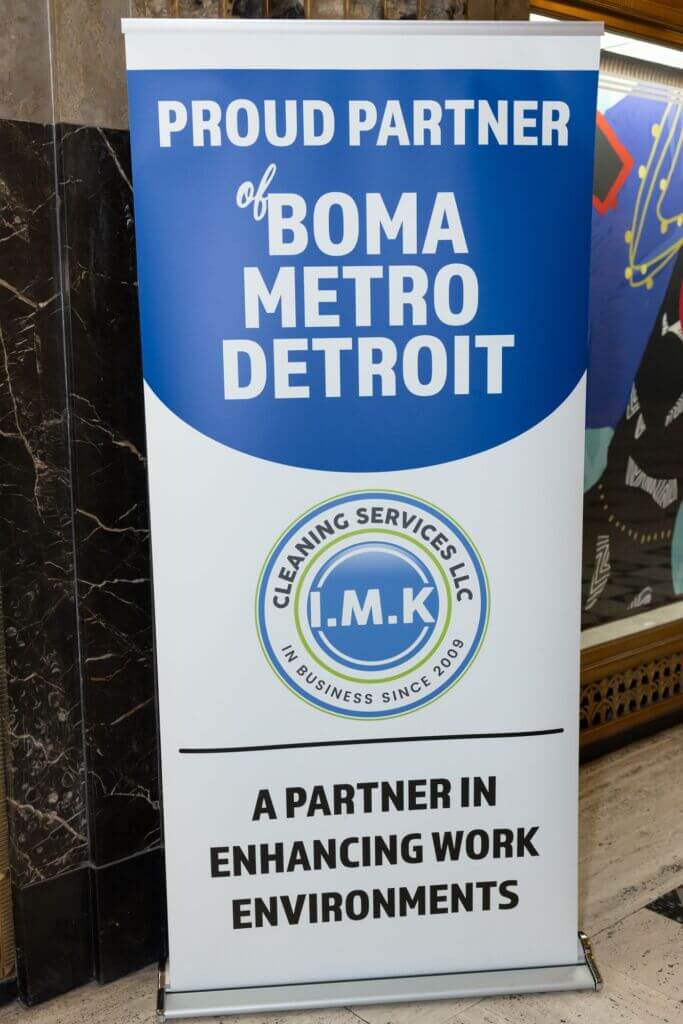 PROUD PARTNER
of BOMA
METRO
DETROIT
CLEANING SERVICES LLC
I.M.K
IN BUSINESS SINCE 2009
A PARTNER IN
ENHANCING WORK
ENVIRONMENTS